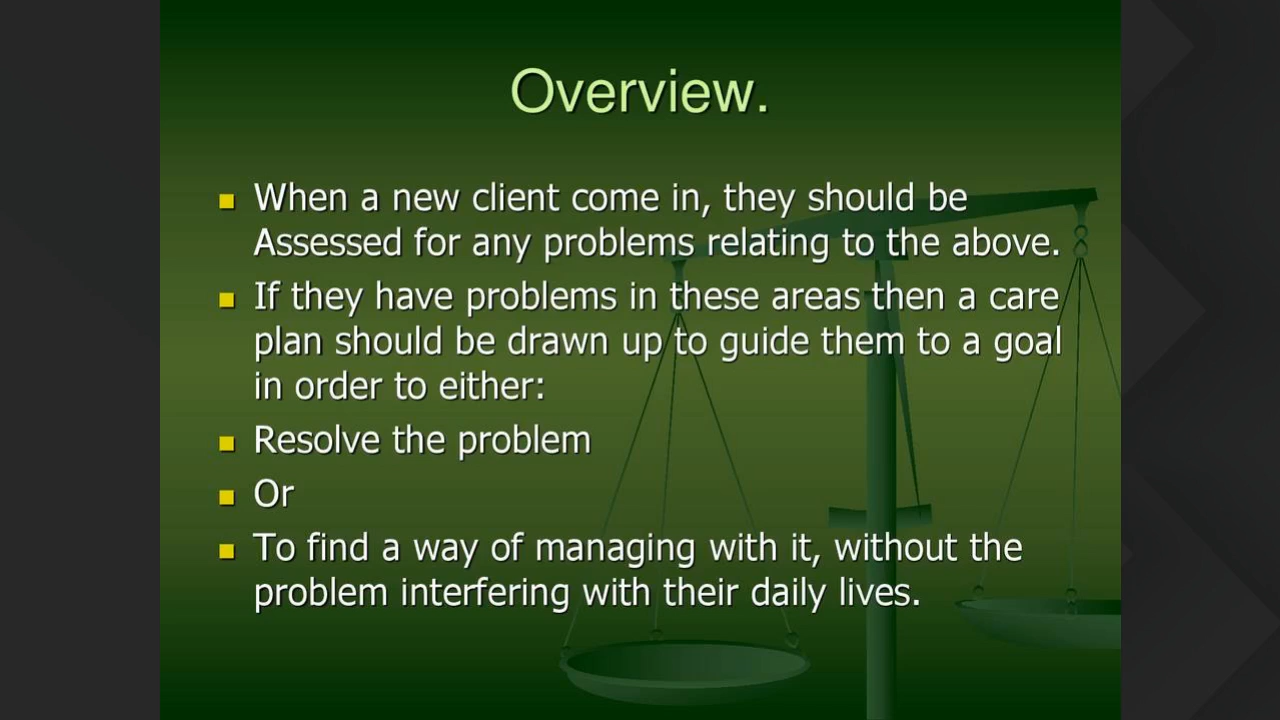 Overview.
When a new client come in, they should be
Assessed for any problems relating to the above.
If they have problems in these areas then a care
plan should be drawn up to guide them to a goal
in order to either:
Resolve the problem
Or
To find a way of managing with it, without the
problem interfering with their daily lives.